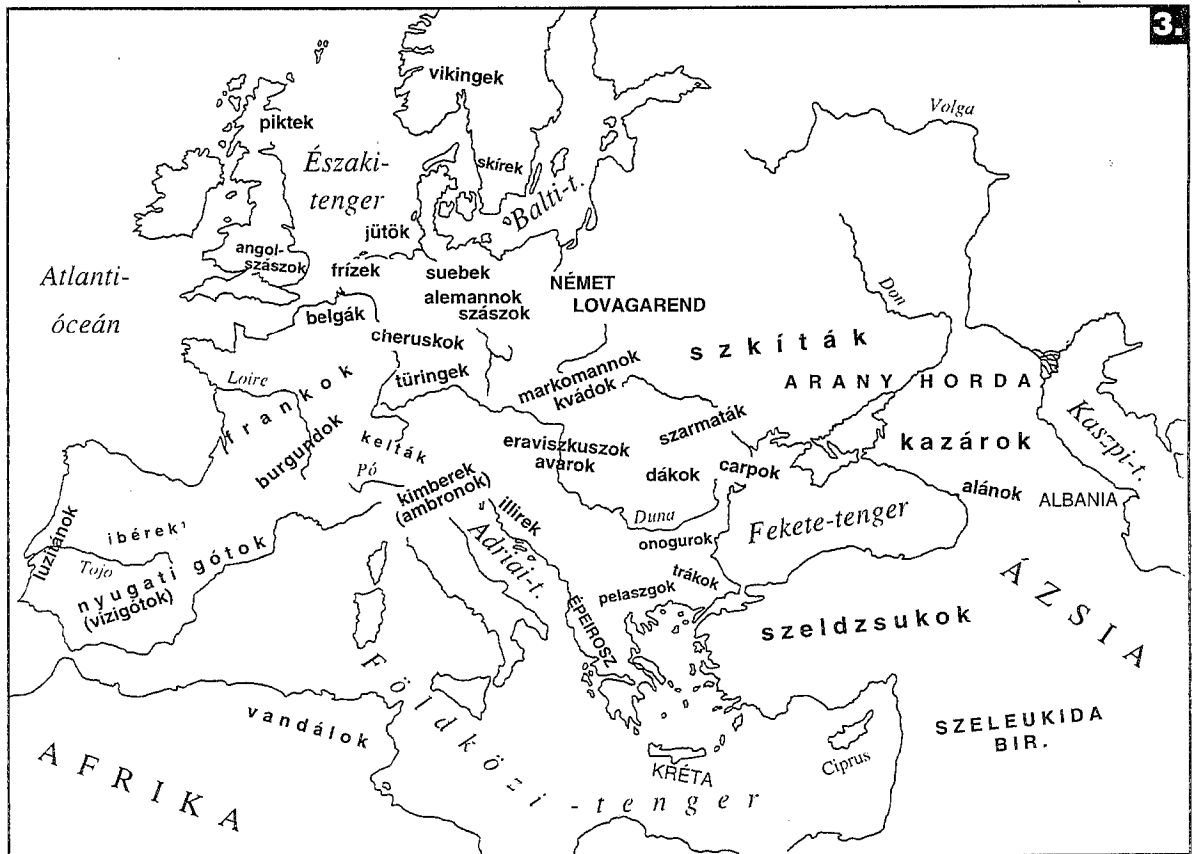 3.
vikingek
Volga
piktek
Északi-
tenger
skírek
Balti-t.
jütök
angol-
szászok
frízek
suebek
NÉMET
LOVAGREND
Atlanti-
óceán
Don
belgák
alemannok
szászok
cheruskok
szkíták
Loire
türingek
markomannok
kvádok
ARANY HORDA
frankok
burgundok
kelták
eraviszkuszok
avarok
szarmaták
kazárok
Kaszpi-t.
Pó
kimberek
(ambronok)
dákok
carpok
alánok
ALBANIA
illírek
Duna
Fekete-tenger
luzitánok
ibérek
onogurok
Adriai-t.
Tojo
nyugati gótok
(vizigótok)
trákok
pelaszgok
ÁZSIA
ÉPEIROSZ
szeldzsukok
Földközi-tenger
vandálok
SZELEUKIDA
BIR.
AFRIKA
KRÉTA
Ciprus